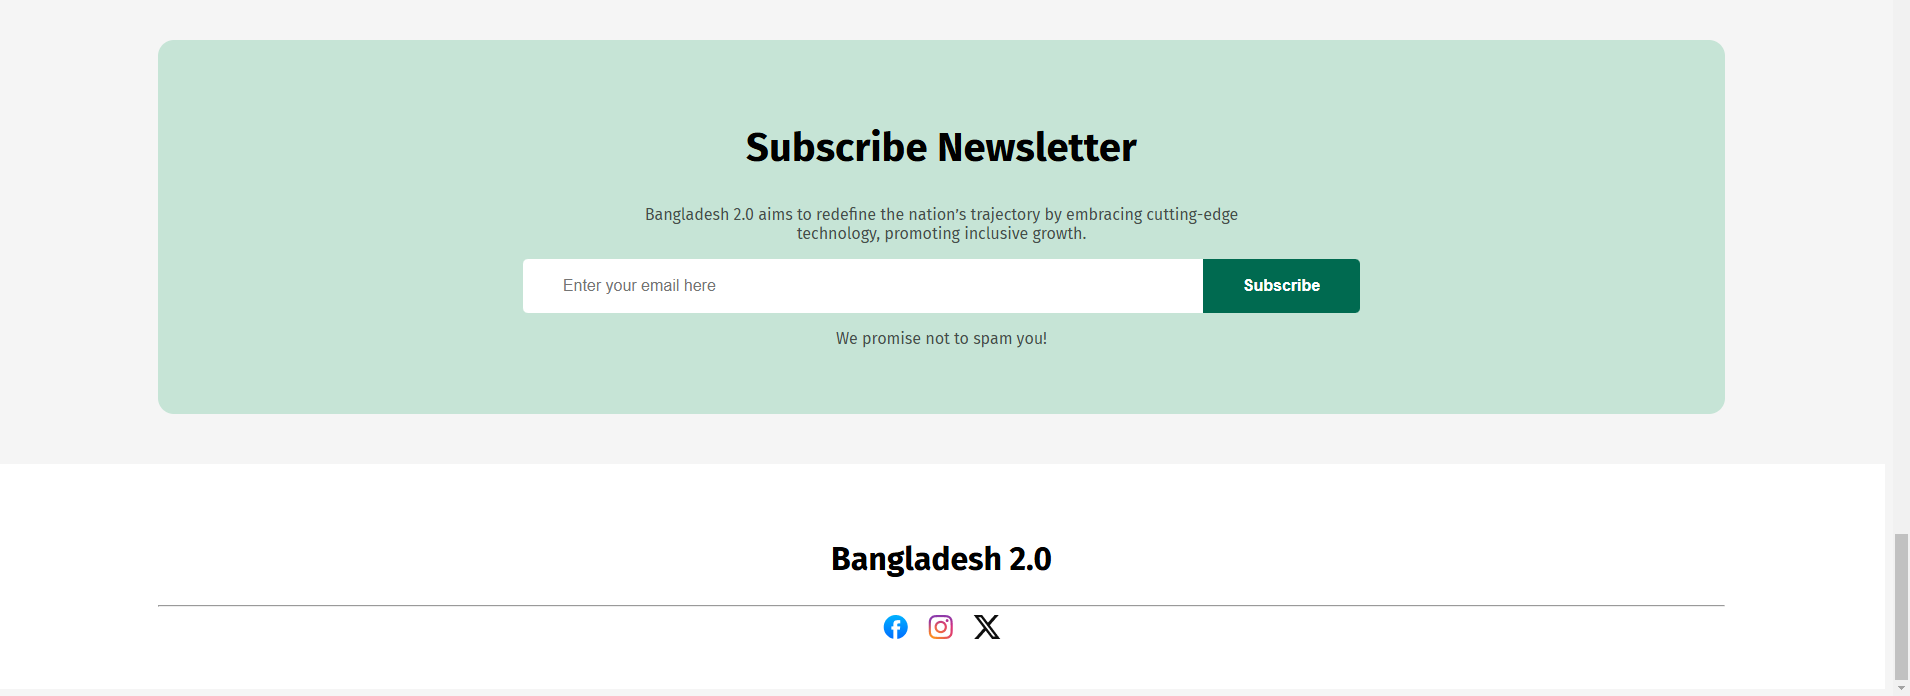 Subscribe Newsletter
Bangladesh 2.0 aims to redefine the nation’s trajectory by embracing cutting-edge
technology, promoting inclusive growth.
Enter your email here
Subscribe
We promise not to spam you!
Bangladesh 2.0